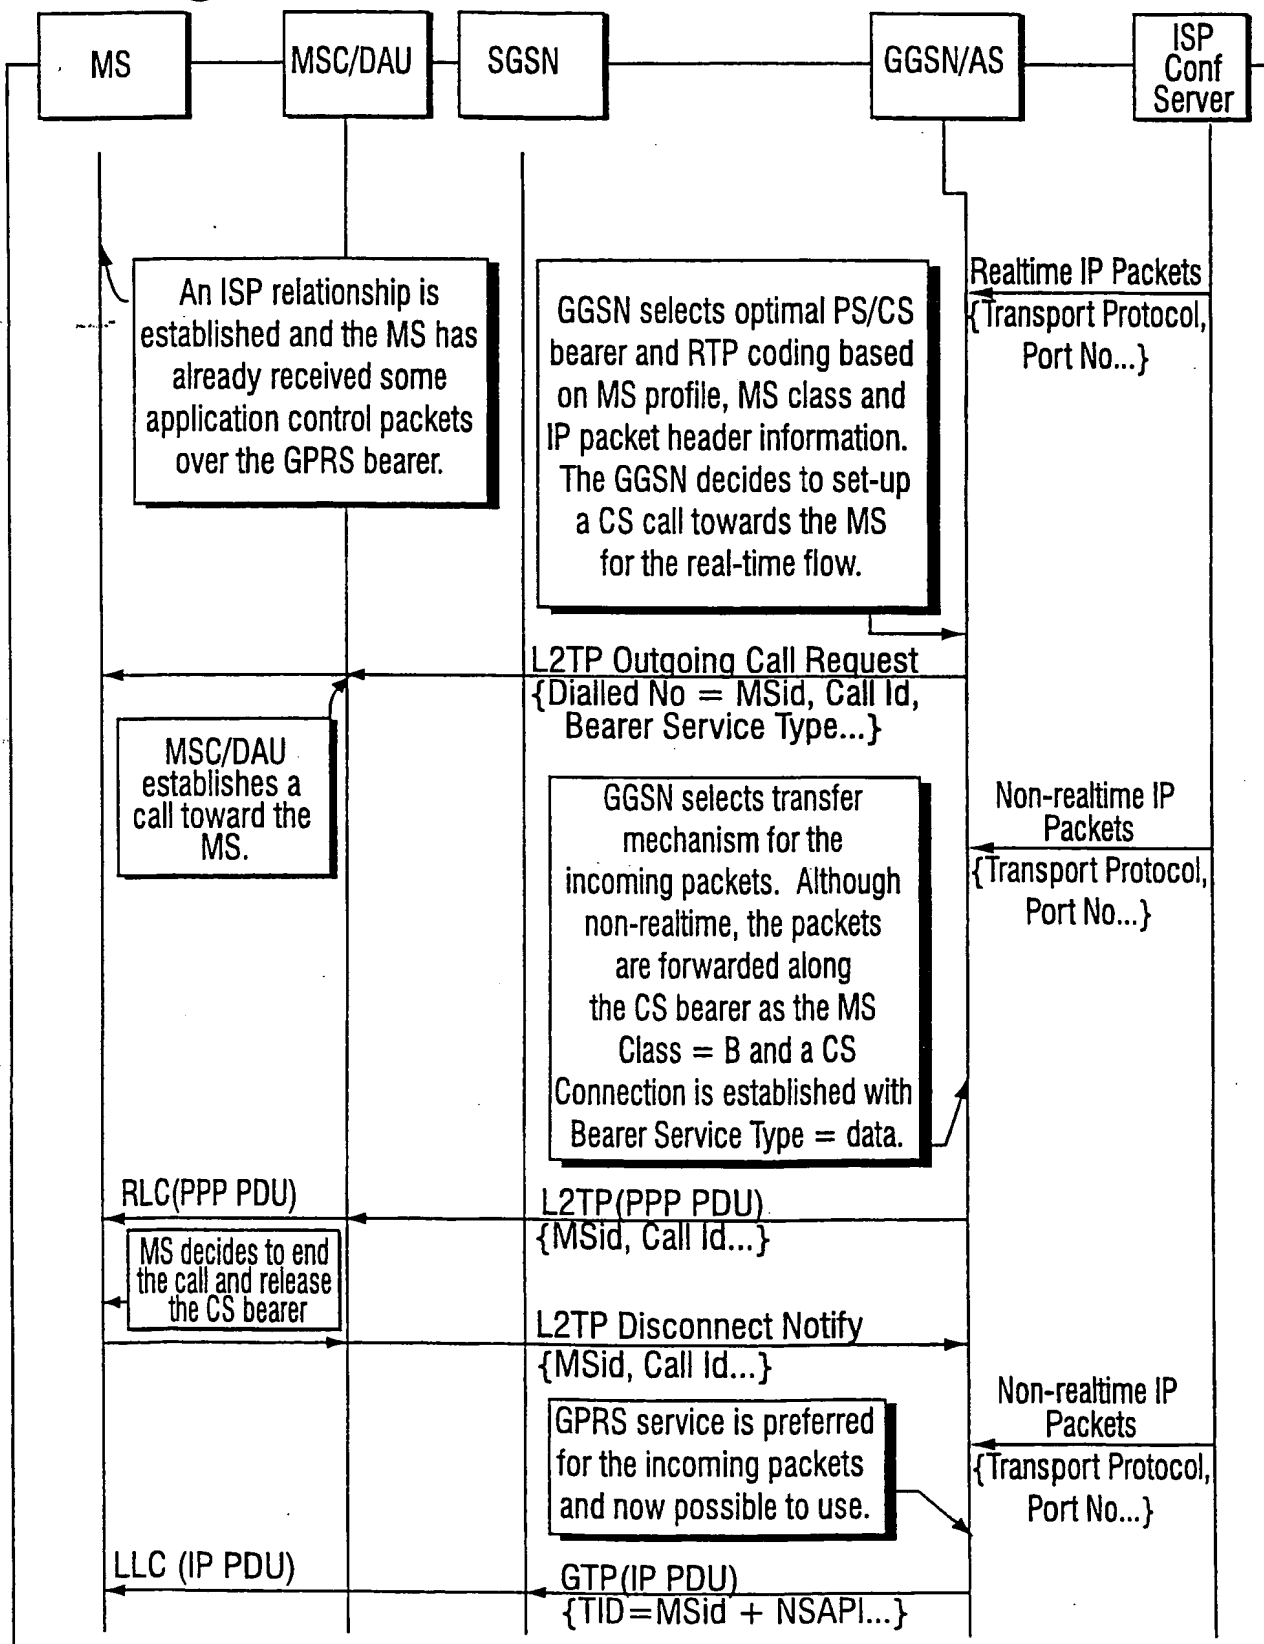 MS
MSC/DAU
SGSN
GGSN/AS
ISP
Conf
Server
An ISP relationship is
established and the MS has
already received some
application control packets
over the GPRS bearer.
GGSN selects optimal PS/CS
bearer and RTP coding based
on MS profile, MS class and
IP packet header information.
The GGSN decides to set-up
a CS call towards the MS
for the real-time flow.
Realtime IP Packets
{Transport Protocol,
Port No...}
L2TP Outgoing Call Request
{Dialled No = MSid, Call Id,
Bearer Service Type...}
MSC/DAU
establishes a
call toward the
MS.
GGSN selects transfer
mechanism for the
incoming packets. Although
non-realtime, the packets
are forwarded along
the CS bearer as the MS
Class = B and a CS
Connection is established with
Bearer Service Type = data.
Non-realtime IP
Packets
{Transport Protocol,
Port No...}
RLC(PPP PDU)
L2TP(PPP PDU)
{MSid, Call Id...}
MS decides to end
the call and release
the CS bearer
L2TP Disconnect Notify
{MSid, Call Id...}
GPRS service is preferred
for the incoming packets
and now possible to use.
Non-realtime IP
Packets
{Transport Protocol,
Port No...}
LLC (IP PDU)
GTP(IP PDU)
{TID=MSid + NSAPI...}